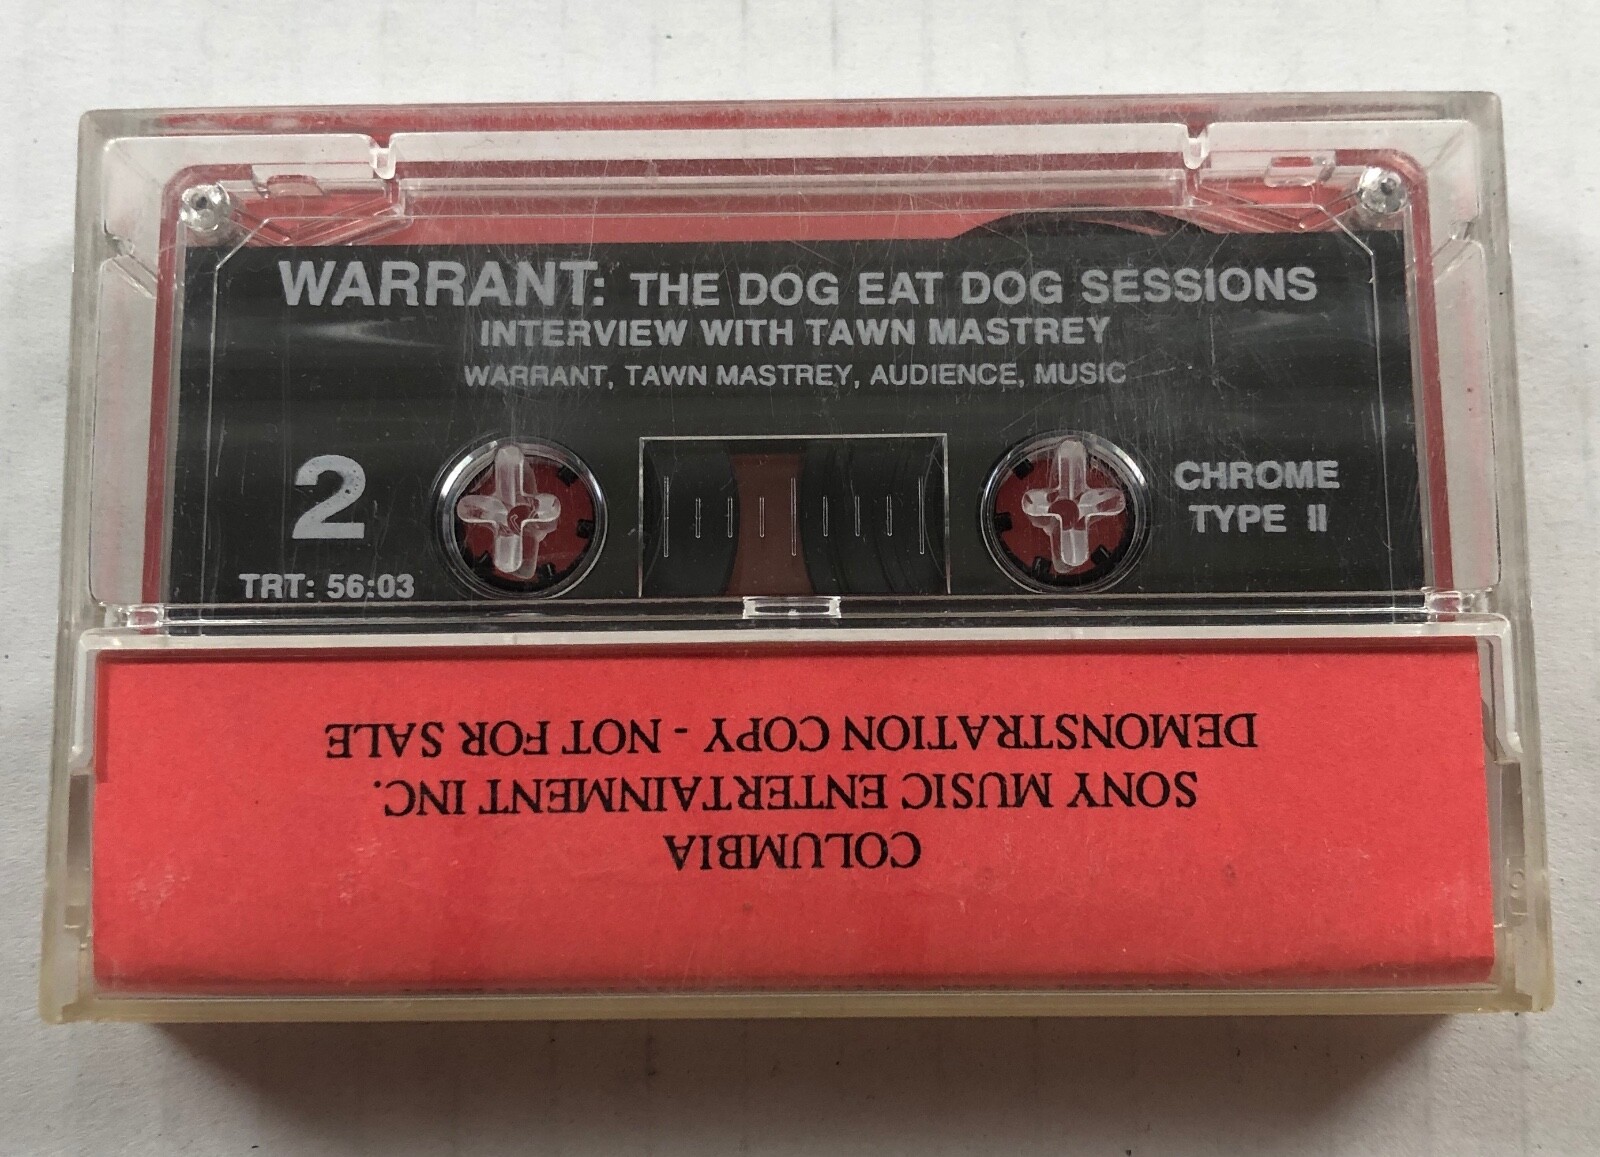 WARRANT: THE DOG EAT DOG SESSIONS
INTERVIEW WITH TAWN MASTREY
WARRANT, TAWN MASTREY, AUDIENCE, MUSIC
2
CHROME
TYPE II
TRT: 56:03
COLUMBIA
SONY MUSIC ENTERTAINMENT INC.
DEMONSTRATION COPY - NOT FOR SALE